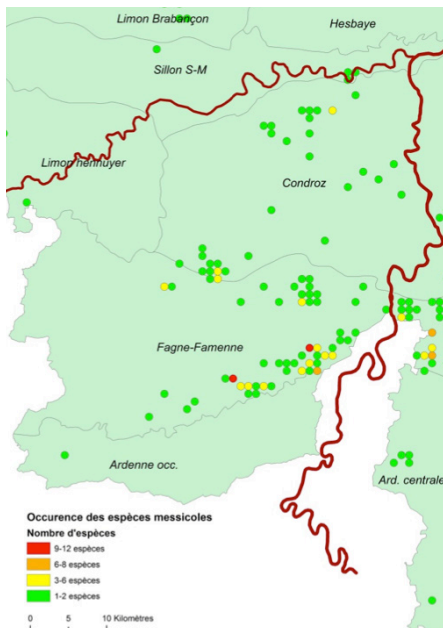 Limon Brabançon
Hesbaye
Sillon S-M
Limon hennuyer
Condroz
Fagne-Famenne
Ardenne occ.
Ard. centrale
Occurence des espèces messicoles
Nombre d'espèces
9-12 espèces
6-8 espèces
3-6 espèces
1-2 espèces
0 5 10 Kilomètres